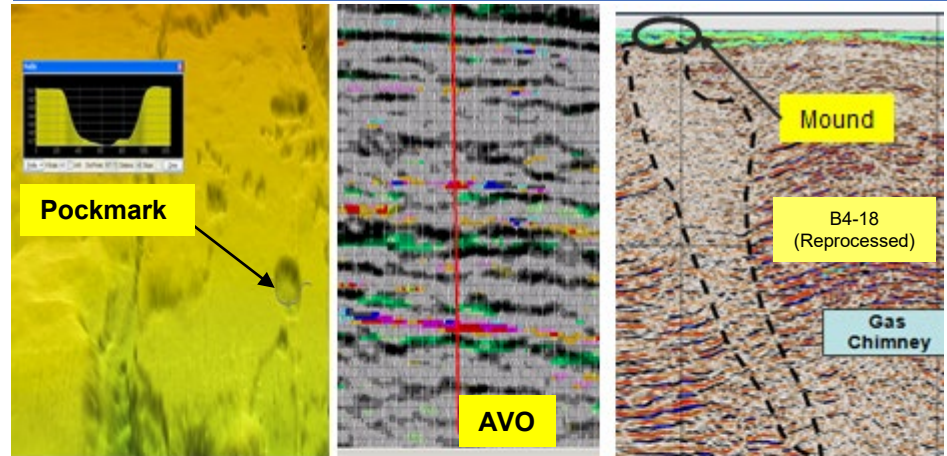 Pockmark
AVO
Mound
B4-18
(Reprocessed)
Gas
Chimney